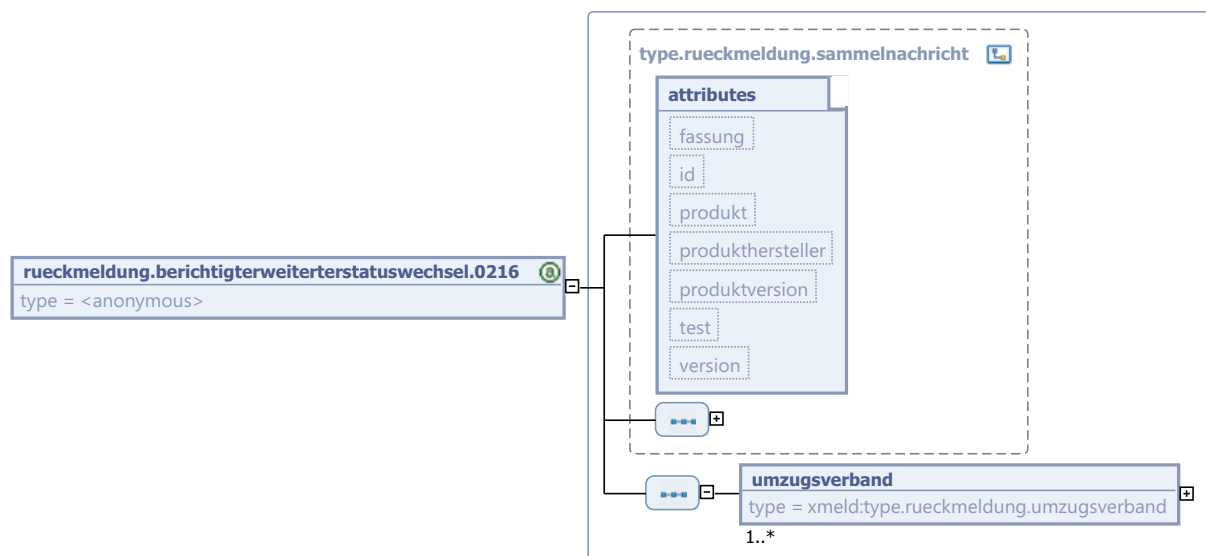 type.rueckmeldung.sammelnachricht
attributes
fassung
id
produkt
produkthersteller
produktversion
test
version
rueckmeldung.berichtigterweiterterstatuswechsel.0216
type = <anonymous>
umzugsverband
type = xmeld:type.rueckmeldung.umzugsverband
1..*